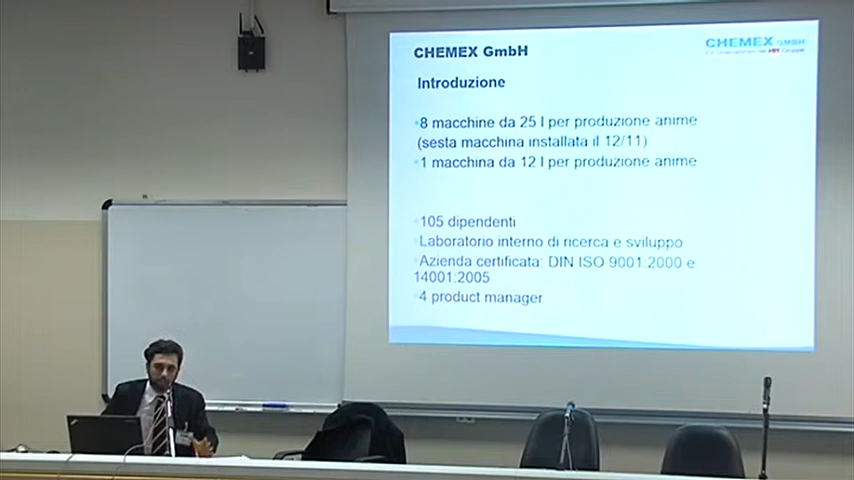 CHEMEX GmbH
CHEMEX GMBH
Introduzione
8 macchine da 25 l per produzione anime
(sesta macchina installata il 12/11)
1 macchina da 12 l per produzione anime
105 dipendenti
Laboratorio interno di ricerca e sviluppo
Azienda certificata: DIN ISO 9001:2000 e
14001:2005
4 product manager